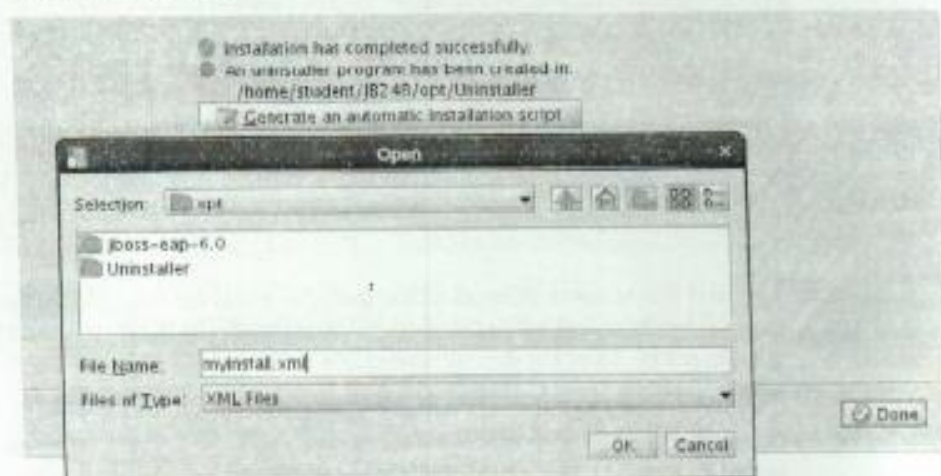 Installation has completed successfully.
An uninstaller program has been created in:
/home/student/JB248/opt/Uninstaller
Generate an automatic installation script
Open
Selection: opt
jboss-eap-6.0
Uninstaller
File Name: myinstall.xml
Files of Type: XML Files
OK Cancel
Done